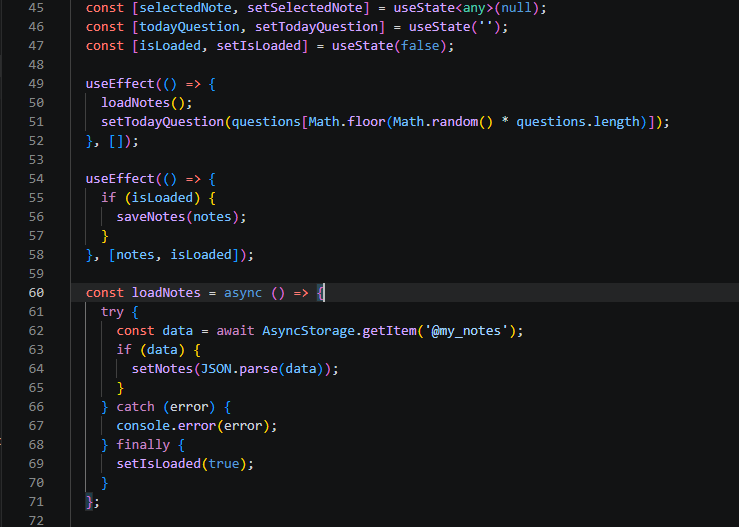 45 const [selectedNote, setSelectedNote] = useState<any>(null);
46 const [todayQuestion, setTodayQuestion] = useState('');
47 const [isLoaded, setIsLoaded] = useState(false);
48
49 useEffect(() => {
50 loadNotes();
51 setTodayQuestion(questions[Math.floor(Math.random() * questions.length)]);
52 }, []);
53
54 useEffect(() => {
55 if (isLoaded) {
56 saveNotes(notes);
57 }
58 }, [notes, isLoaded]);
59
60 const loadNotes = async () => {
61 try {
62 const data = await AsyncStorage.getItem('@my_notes');
63 if (data) {
64 setNotes(JSON.parse(data));
65 }
66 } catch (error) {
67 console.error(error);
68 } finally {
69 setIsLoaded(true);
70 }
71 };
72